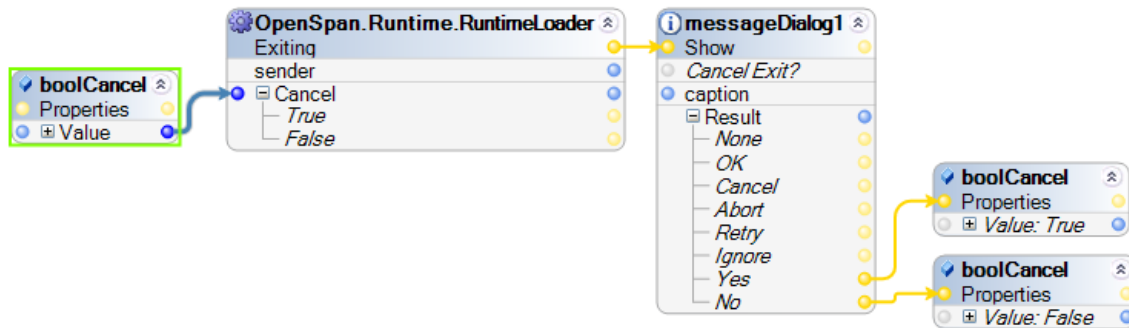 boolCancel
Properties
Value
OpenSpan.Runtime.RuntimeLoader
Exiting
sender
Cancel
True
False
messageDialog1
Show
Cancel Exit?
caption
Result
None
OK
Cancel
Abort
Retry
Ignore
Yes
No
boolCancel
Properties
Value: True
boolCancel
Properties
Value: False